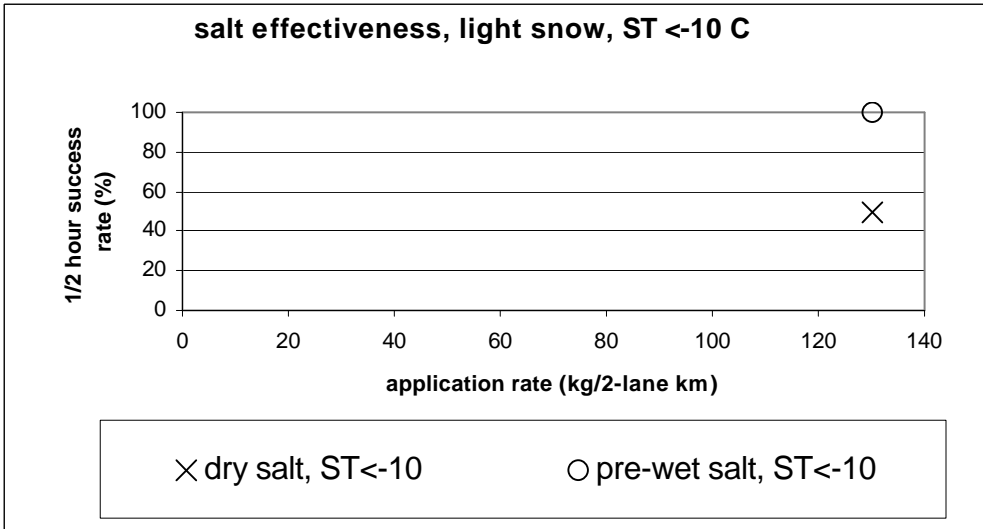 salt effectiveness, light snow, ST <-10 C
1/2 hour success
rate (%)
100
80
60
40
20
0
0 20 40 60 80 100 120 140
application rate (kg/2-lane km)
dry salt, ST<-10 pre-wet salt, ST<-10